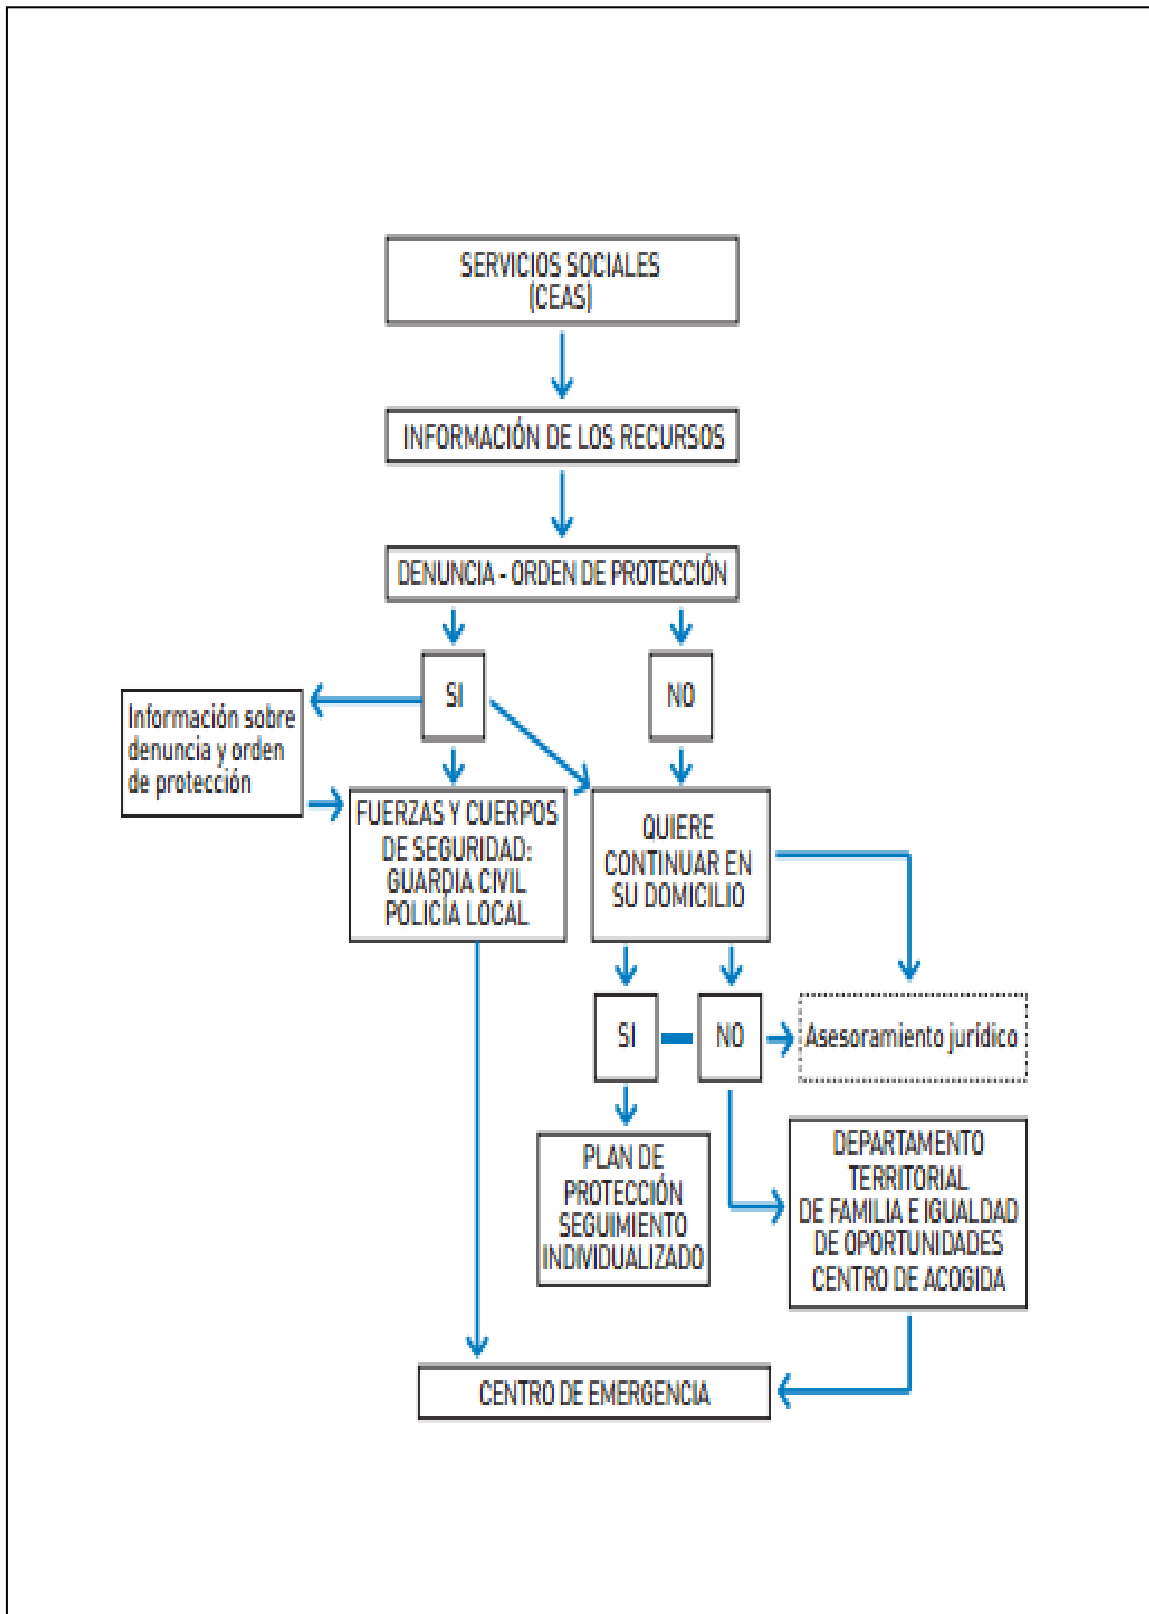 SERVICIOS SOCIALES
(CEAS)
INFORMACIÓN DE LOS RECURSOS
DENUNCIA - ORDEN DE PROTECCIÓN
SI
NO
Información sobre
denuncia y orden
de protección
FUERZAS Y CUERPOS
DE SEGURIDAD:
GUARDIA CIVIL
POLICÍA LOCAL
QUIERE
CONTINUAR EN
SU DOMICILIO
SI
NO
Asesoramiento jurídico
PLAN DE
PROTECCIÓN
SEGUIMIENTO
INDIVIDUALIZADO
DEPARTAMENTO
TERRITORIAL
DE FAMILIA E IGUALDAD
DE OPORTUNIDADES
CENTRO DE ACOGIDA
CENTRO DE EMERGENCIA